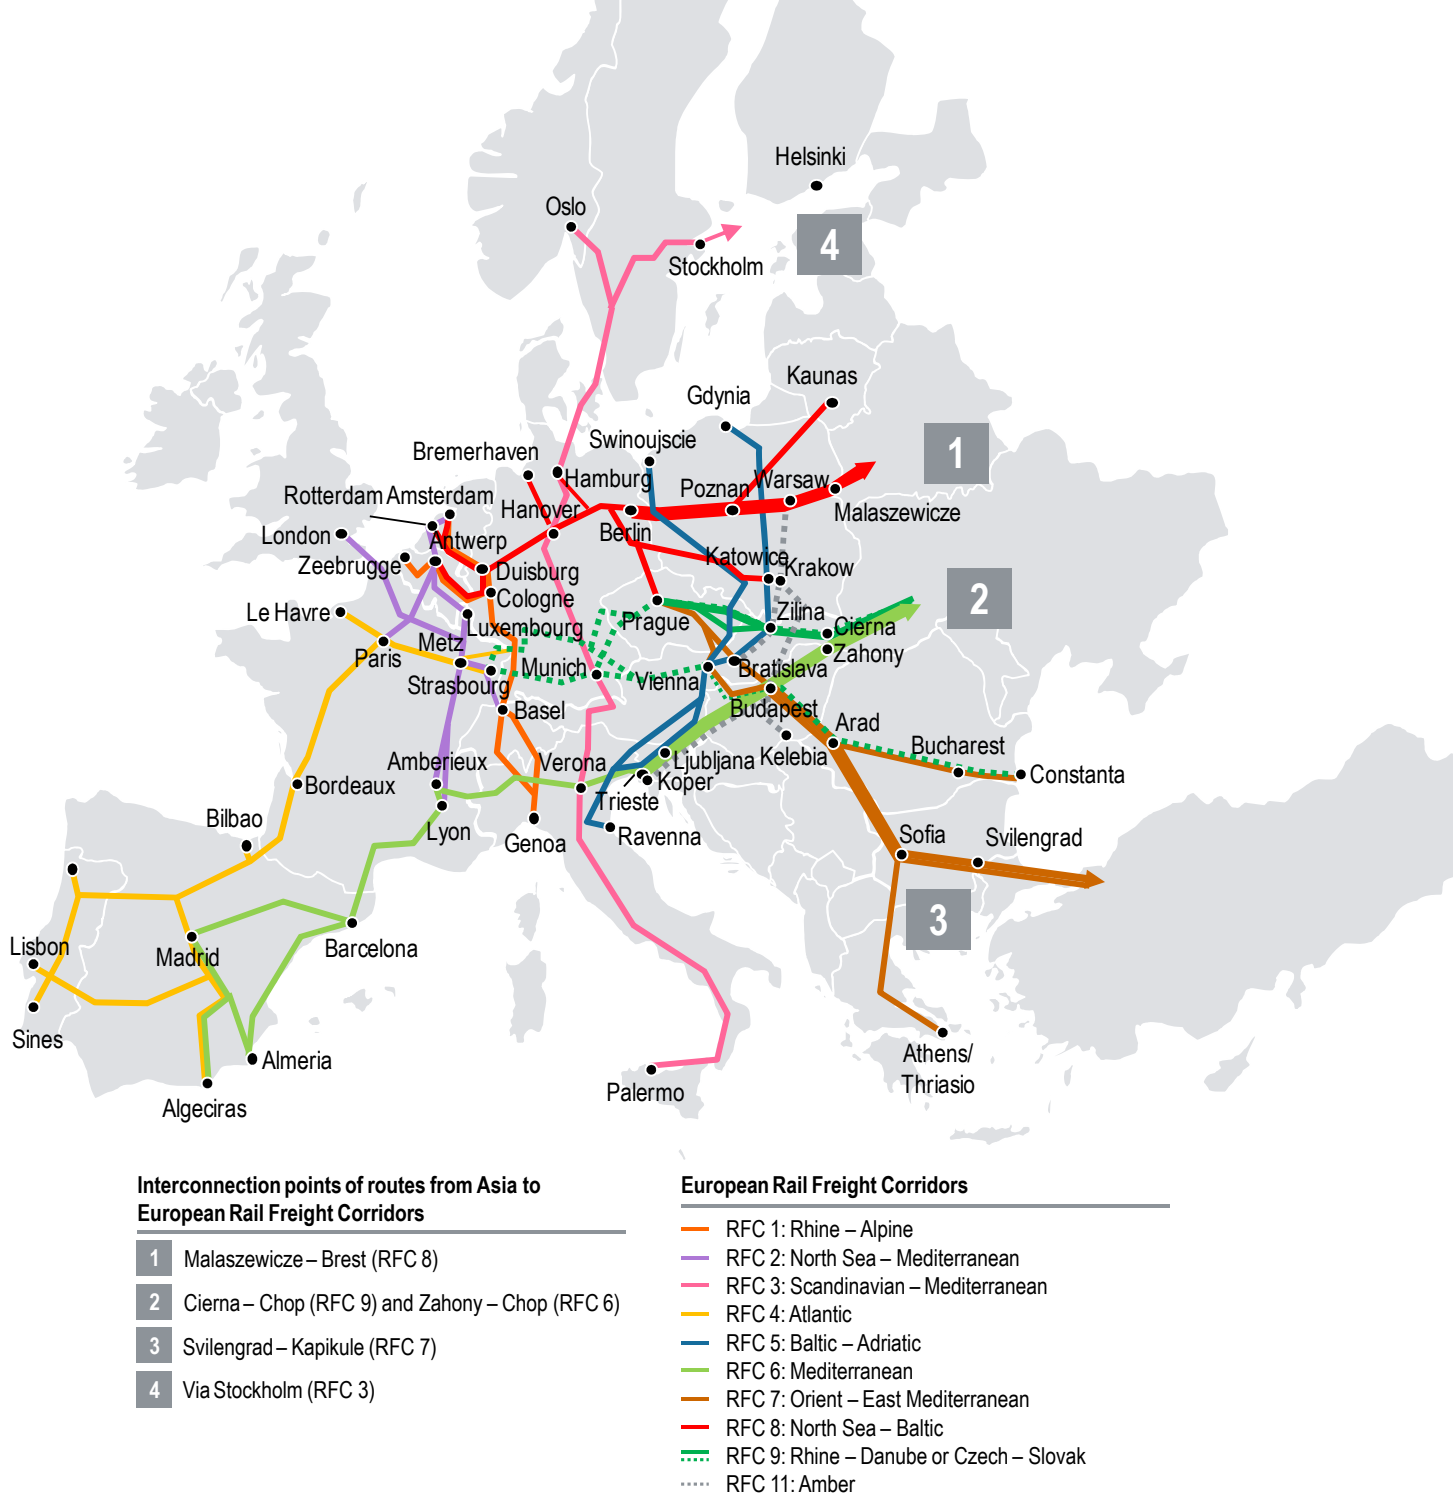 Helsinki
Oslo
4
Stockholm
Kaunas
Gdynia
Swinoujscie
1
Bremerhaven
Hamburg
Poznan
Warsaw
Rotterdam
Amsterdam
Hanover
Malaszewicze
London
Antwerp
Berlin
Zeebrugge
Duisburg
Katowice
Krakow
Cologne
2
Le Havre
Prague
Zilina
Cierna
Luxembourg
Metz
Paris
Munich
Zahony
Strasbourg
Vienna
Bratislava
Basel
Budapest
Arad
Bucharest
Amberieux
Verona
Ljubljana
Kelebia
Constanta
Bordeaux
Koper
Trieste
Bilbao
Lyon
Genoa
Ravenna
Sofia
Svilengrad
3
Lisbon
Madrid
Barcelona
Sines
Almeria
Athens/
Thriasio
Palermo
Algeciras
Interconnection points of routes from Asia to
European Rail Freight Corridors
1 Malaszewicze – Brest (RFC 8)
2 Cierna – Chop (RFC 9) and Zahony – Chop (RFC 6)
3 Svilengrad – Kapikule (RFC 7)
4 Via Stockholm (RFC 3)
European Rail Freight Corridors
RFC 1: Rhine – Alpine
RFC 2: North Sea – Mediterranean
RFC 3: Scandinavian – Mediterranean
RFC 4: Atlantic
RFC 5: Baltic – Adriatic
RFC 6: Mediterranean
RFC 7: Orient – East Mediterranean
RFC 8: North Sea – Baltic
RFC 9: Rhine – Danube or Czech – Slovak
RFC 11: Amber